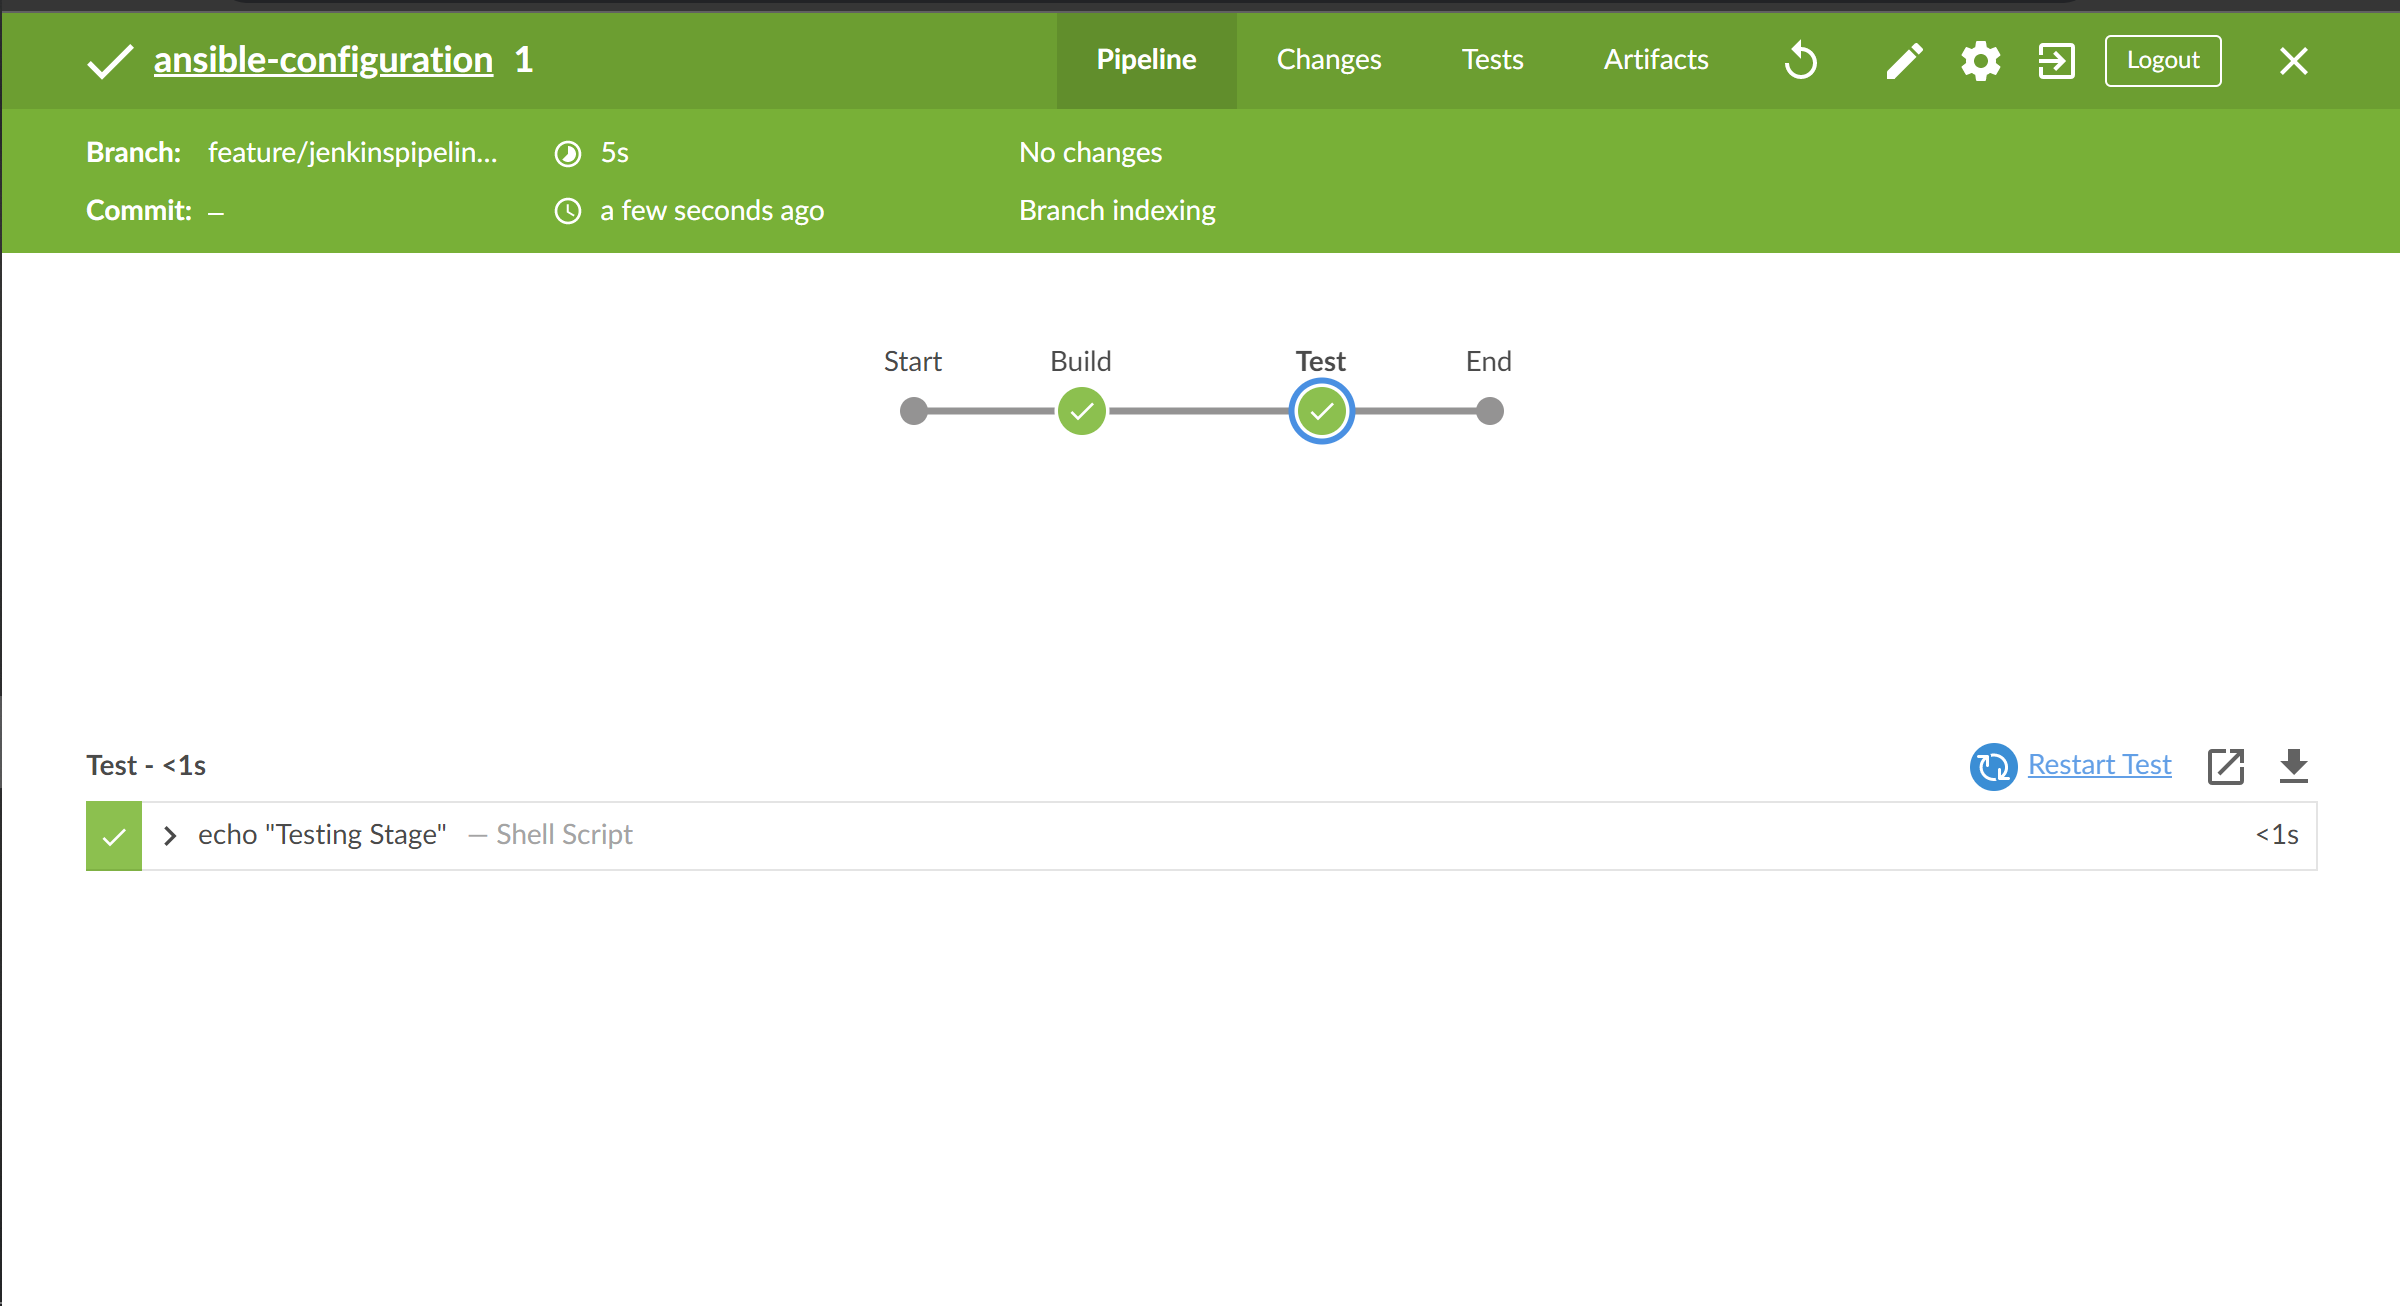 ansible-configuration 1
Pipeline Changes Tests Artifacts Logout
Branch: feature/jenkinspipelin... 5s No changes
Commit: — a few seconds ago Branch indexing
Start Build Test End
Test - <1s Restart Test
echo "Testing Stage" — Shell Script <1s